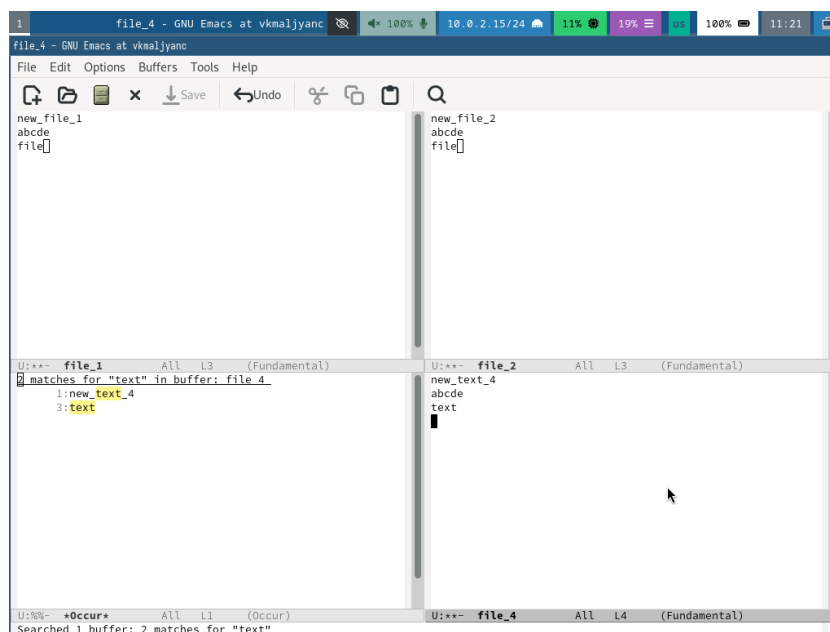 1 file_4 - GNU Emacs at vkmaljyanc 100% 10.0.2.15/24 11% 19% us 100% 11:21
file_4 - GNU Emacs at vkmaljyanc
File Edit Options Buffers Tools Help
Save Undo
new_file_1
abcde
file
U:**- file_1 All L3 (Fundamental)
new_file_2
abcde
file
U:**- file_2 All L3 (Fundamental)
2 matches for "text" in buffer: file_4
1:new_text_4
3:text
U:%%- *Occur* All L1 (Occur)
new_text_4
abcde
text
U:**- file_4 All L4 (Fundamental)
Searched 1 buffer; 2 matches for "text"